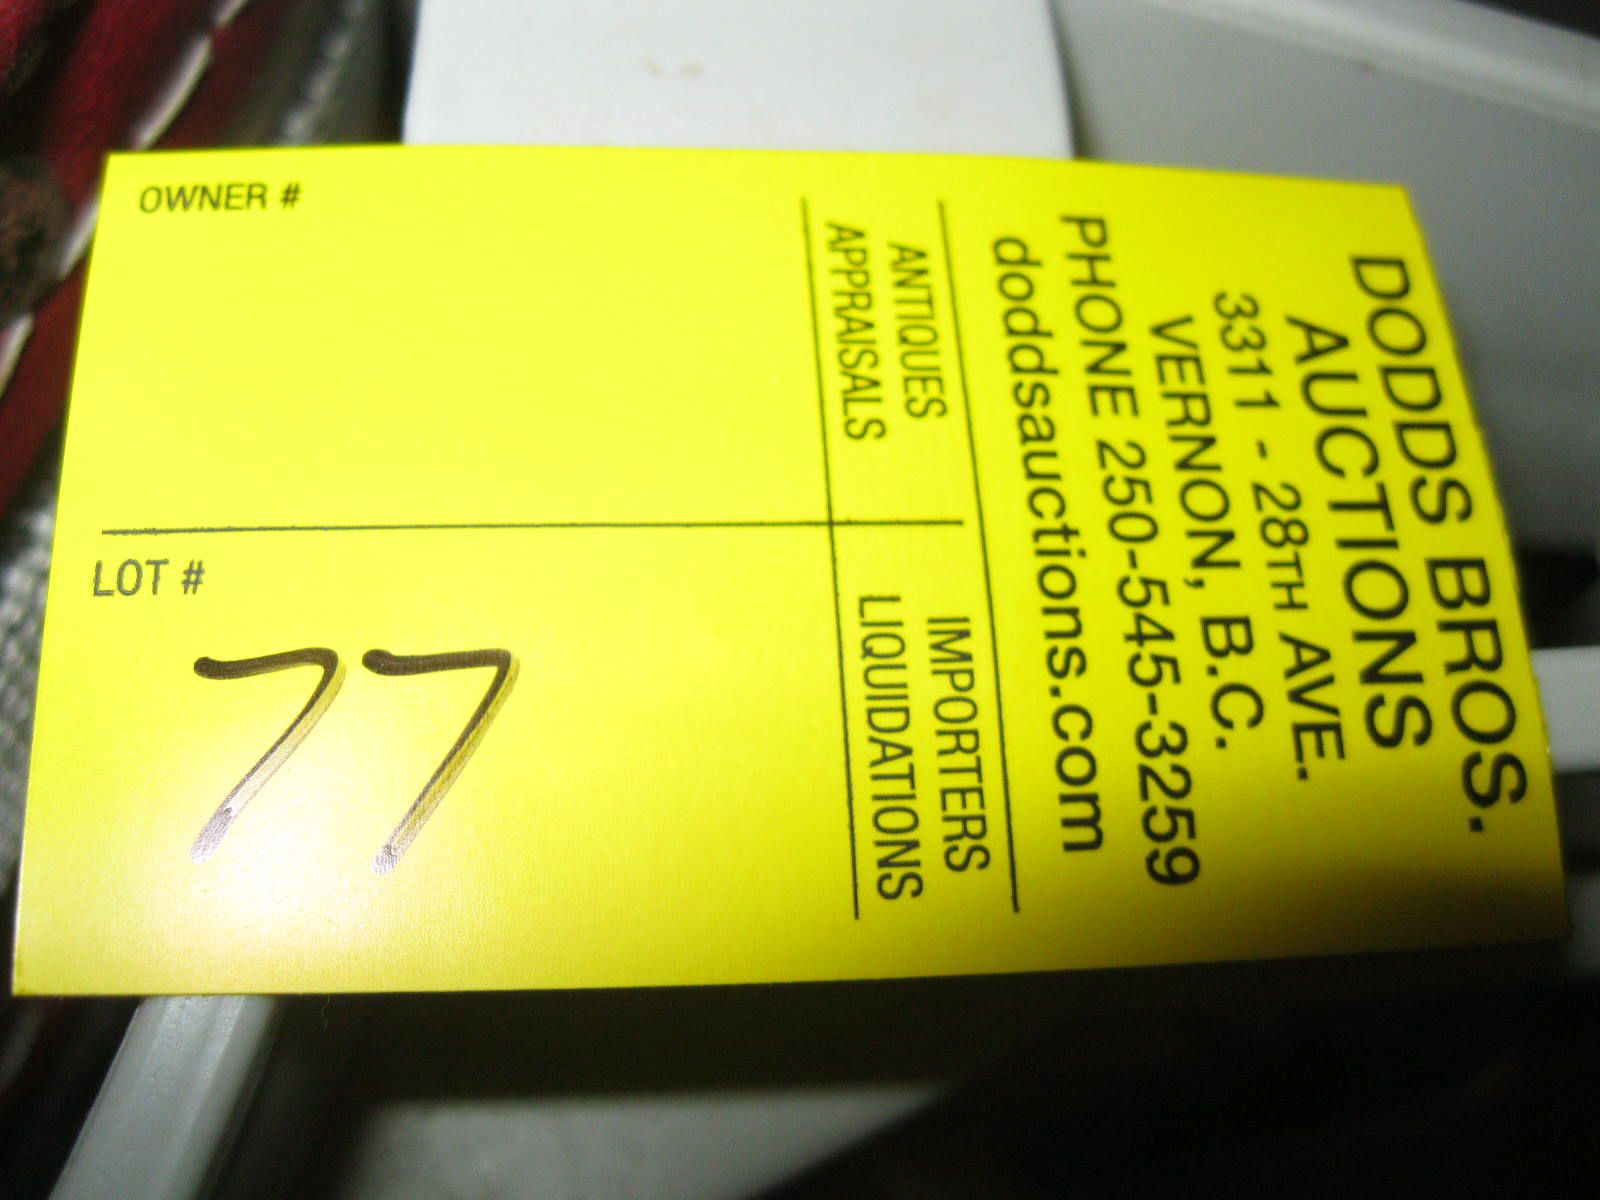 DODDS BROS.
AUCTIONS
3311 - 28TH AVE.
VERNON, B.C.
PHONE 250-545-3259
doddsauctions.com
ANTIQUES
APPRAISALS
IMPORTERS
LIQUIDATIONS
OWNER #
LOT #
77